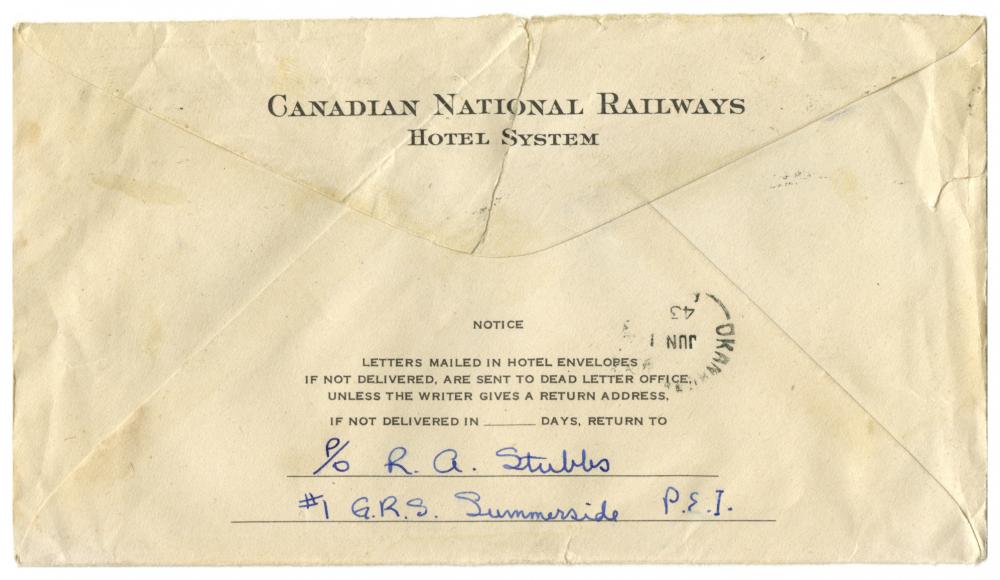 CANADIAN NATIONAL RAILWAYS
HOTEL SYSTEM
43
JUN 1
NOTICE
LETTERS MAILED IN HOTEL ENVELOPES
IF NOT DELIVERED, ARE SENT TO DEAD LETTER OFFICE,
UNLESS THE WRITER GIVES A RETURN ADDRESS,
IF NOT DELIVERED IN ______ DAYS, RETURN TO
P/O R. A. Stubbs
#1 G.R.S. Summerside P.E.I.